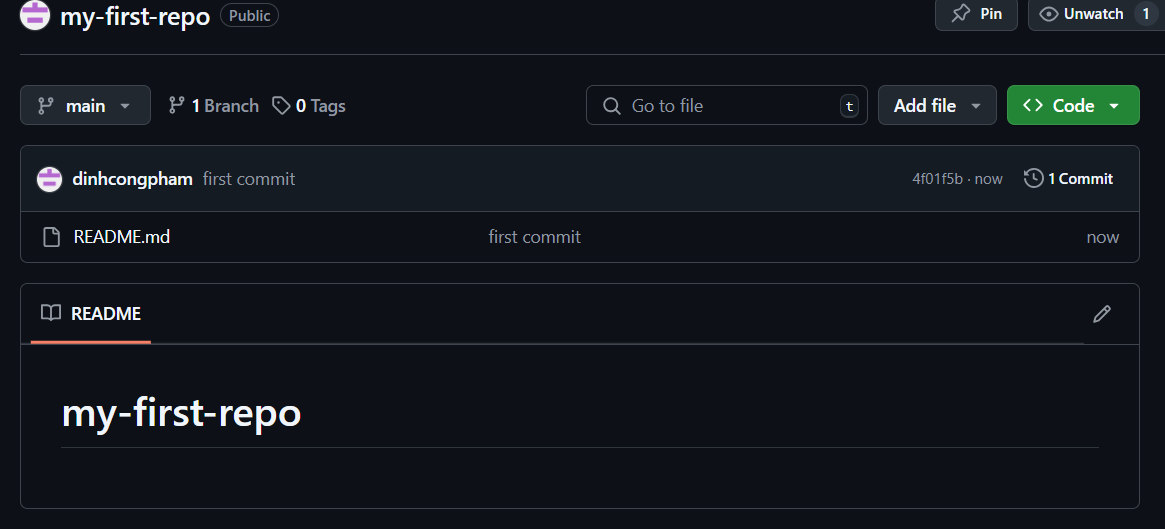 my-first-repo Public Pin Unwatch 1
main 1 Branch 0 Tags Go to file t Add file Code
dinhcongpham first commit 4f01f5b · now 1 Commit
README.md first commit now
README
my-first-repo